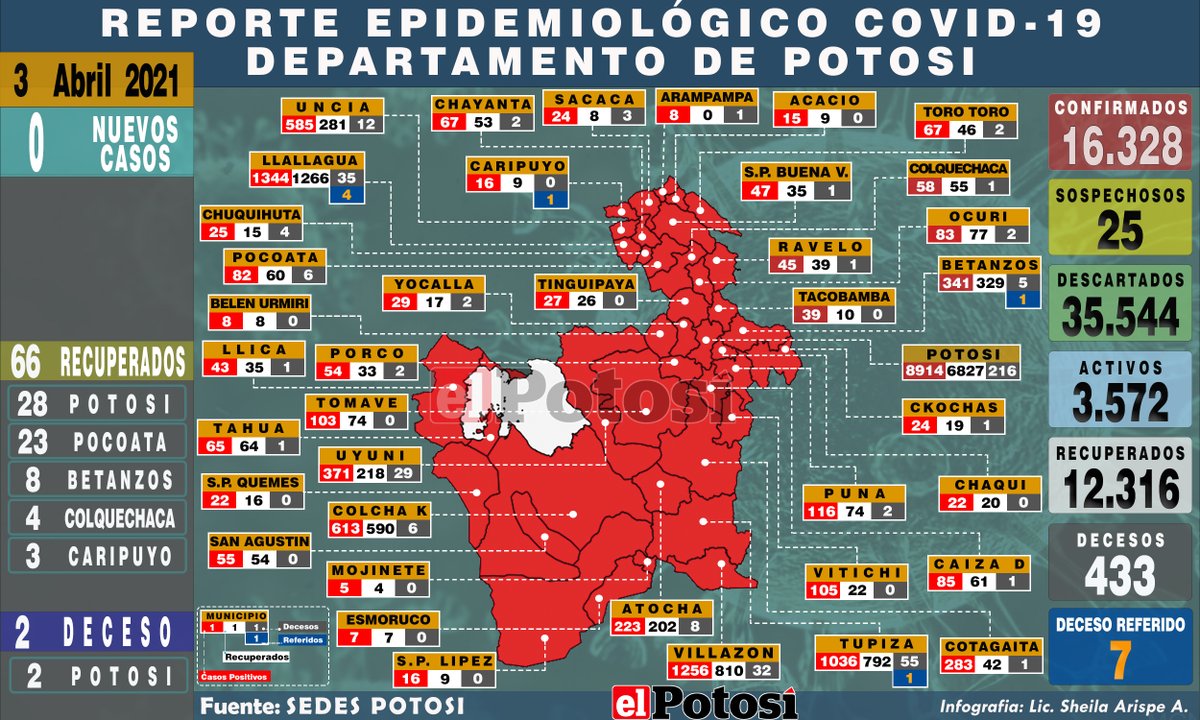 REPORTE EPIDEMIOLÓGICO COVID-19
DEPARTAMENTO DE POTOSI
3 Abril 2021
0 NUEVOS CASOS
66 RECUPERADOS
28 POTOSI
23 POCOATA
8 BETANZOS
4 COLQUECHACA
3 CARIPUYO
2 DECESO
2 POTOSI
UNCIA
585 281 12
CHAYANTA
67 53 2
SACACA
24 8 3
ARAMPAMPA
8 0 1
ACACIO
15 9 0
TORO TORO
67 46 2
LLALLAGUA
1344 1266 35
4
CARIPUYO
16 9 0
1
S.P. BUENA V.
47 35 1
COLQUECHACA
58 55 1
CHUQUIHUTA
25 15 4
OCURI
83 77 2
POCOATA
82 60 6
RAVELO
45 39 1
BETANZOS
341 329 5
1
YOCALLA
29 17 2
TINGUIPAYA
27 26 0
TACOBAMBA
39 10 0
BELEN URMIRI
8 8 0
LLICA
43 35 1
PORCO
54 33 2
POTOSI
8914 6827 216
TOMAVE
103 74 0
CKOCHAS
24 19 1
TAHUA
65 64 1
UYUNI
371 218 29
S.P. QUEMES
22 16 0
PUNA
116 74 2
CHAQUI
22 20 0
COLCHA K
613 590 6
SAN AGUSTIN
55 54 0
MOJINETE
5 4 0
VITICHI
105 22 0
CAIZA D
85 61 1
ESMORUCO
7 7 0
ATOCHA
223 202 8
S.P. LIPEZ
16 9 0
VILLAZON
1256 810 32
TUPIZA
1036 792 55
1
COTAGAITA
283 42 1
elPotosí
MUNICIPIO
1 1 1 Decesos
1 Referidos
Recuperados
Casos Positivos
CONFIRMADOS
16.328
SOSPECHOSOS
25
DESCARTADOS
35.544
ACTIVOS
3.572
RECUPERADOS
12.316
DECESOS
433
DECESO REFERIDO
7
Fuente: SEDES POTOSI
elPotosí
Infografia: Lic. Sheila Arispe A.